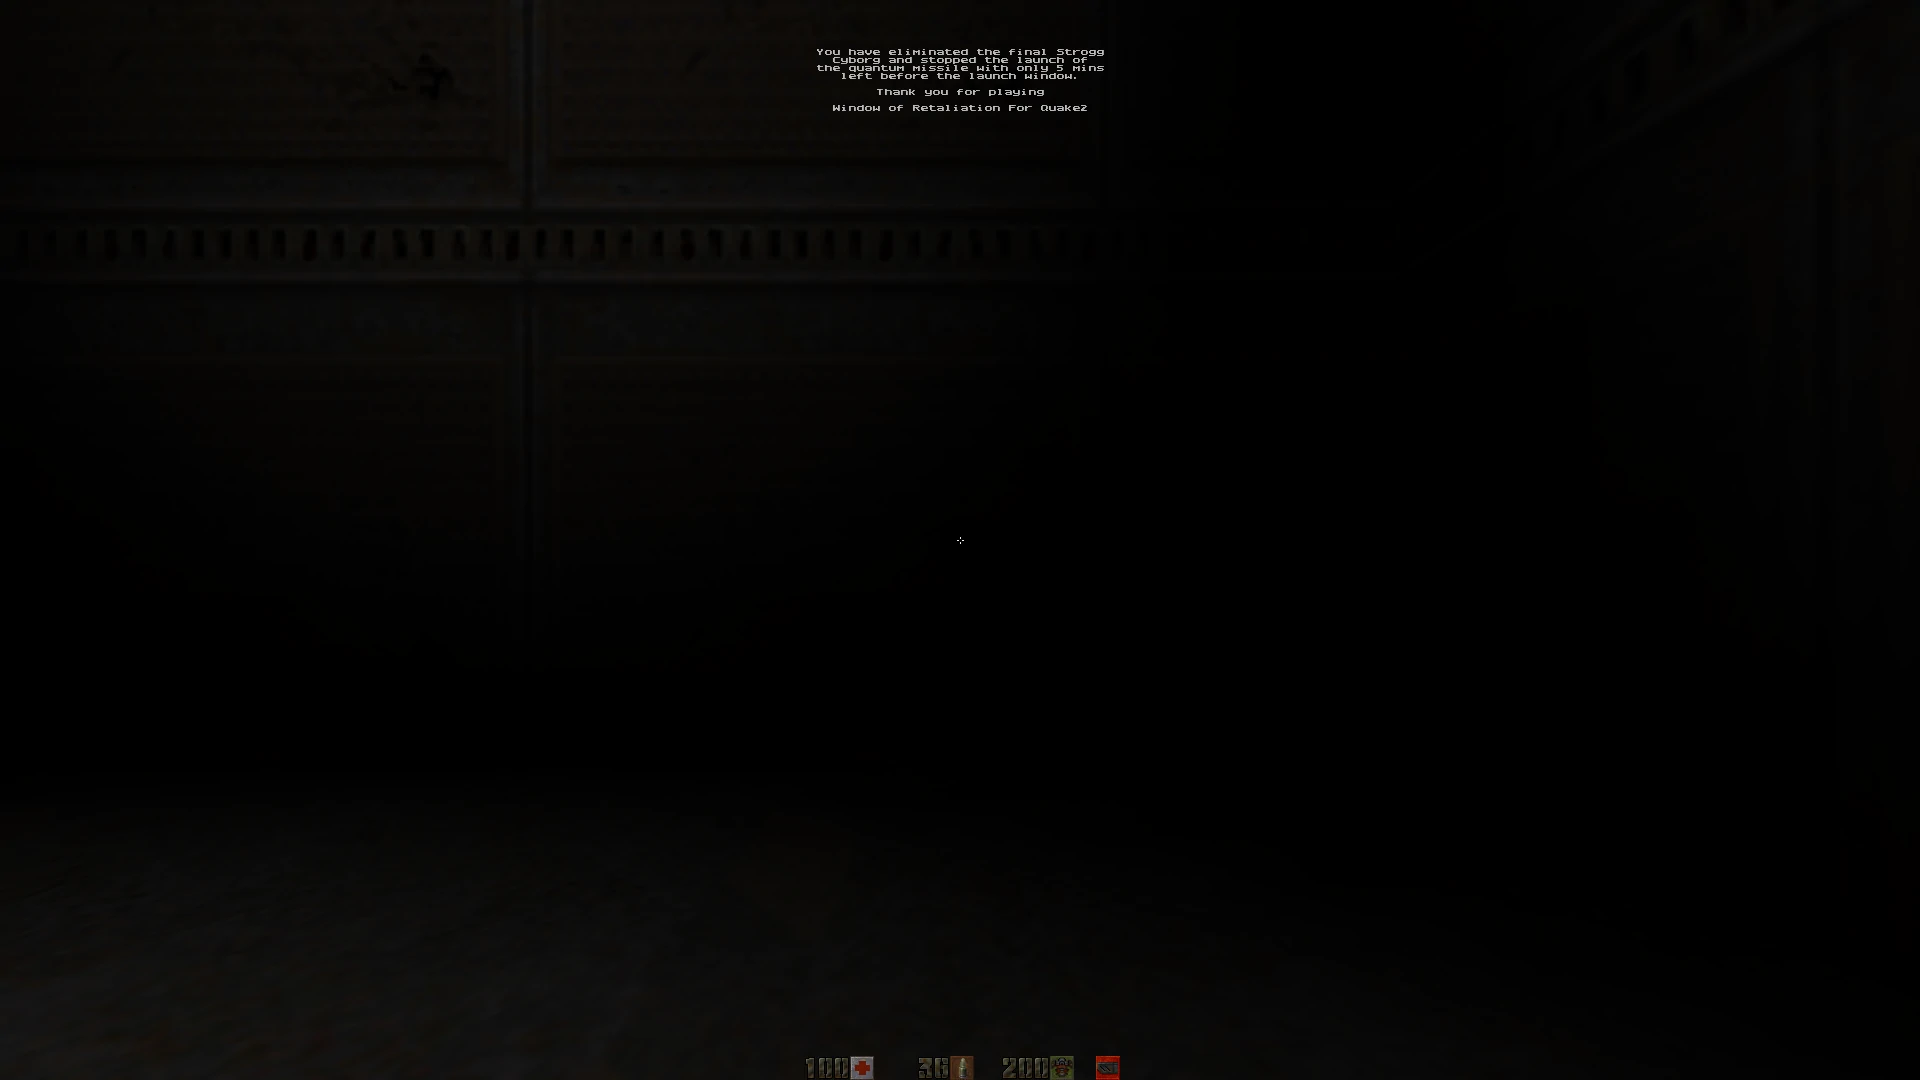 You have eliminated the final Strogg
Cyborg and stopped the launch of
the quantum missile with only 5 mins
left before the launch window.
Thank you for playing
Window of Retaliation For Quake2
100 36 200